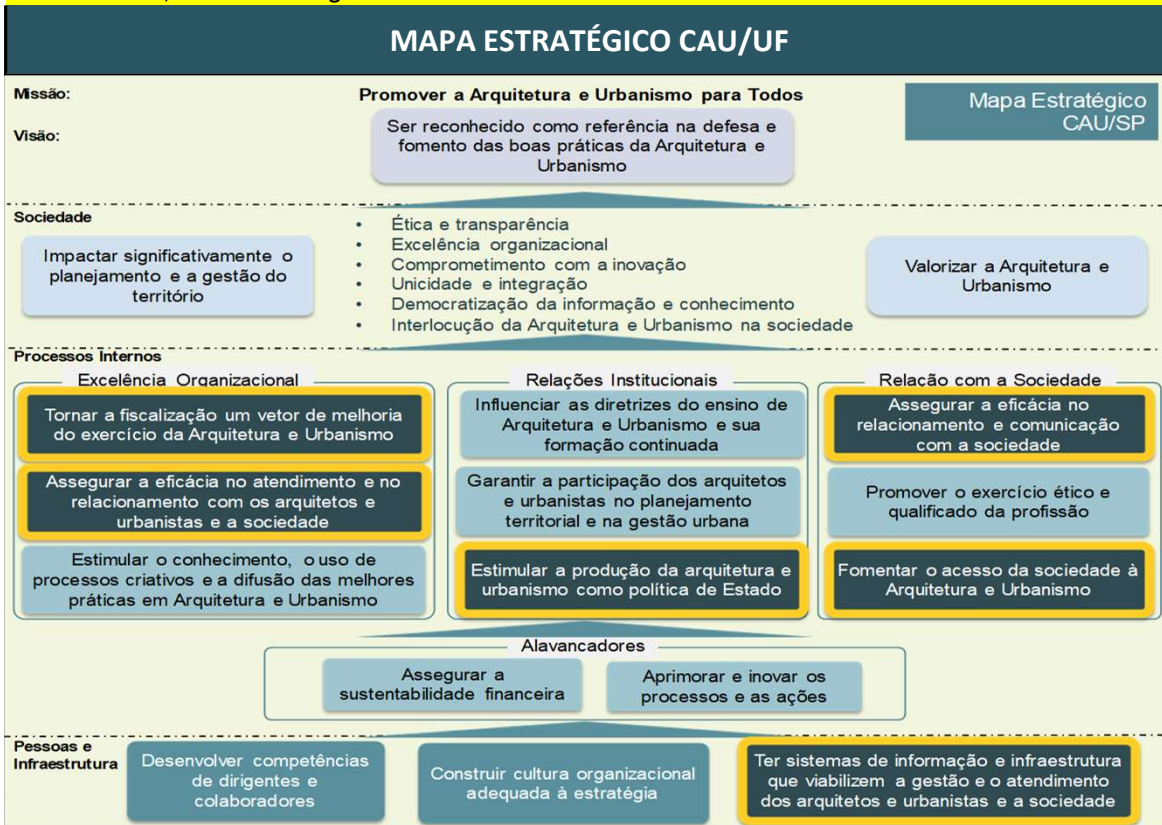 MAPA ESTRATÉGICO CAU/UF
Missão:
Promover a Arquitetura e Urbanismo para Todos
Mapa Estratégico
CAU/SP
Visão:
Ser reconhecido como referência na defesa e
fomento das boas práticas da Arquitetura e
Urbanismo
Sociedade
Impactar significativamente o
planejamento e a gestão do
território
• Ética e transparência
• Excelência organizacional
• Comprometimento com a inovação
• Unicidade e integração
• Democratização da informação e conhecimento
• Interlocução da Arquitetura e Urbanismo na sociedade
Valorizar a Arquitetura e
Urbanismo
Processos Internos
Excelência Organizacional
Tornar a fiscalização um vetor de melhoria
do exercício da Arquitetura e Urbanismo
Assegurar a eficácia no atendimento e no
relacionamento com os arquitetos e
urbanistas e a sociedade
Estimular o conhecimento, o uso de
processos criativos e a difusão das melhores
práticas em Arquitetura e Urbanismo
Relações Institucionais
Influenciar as diretrizes do ensino de
Arquitetura e Urbanismo e sua
formação continuada
Garantir a participação dos arquitetos
e urbanistas no planejamento
territorial e na gestão urbana
Estimular a produção da arquitetura e
urbanismo como política de Estado
Relação com a Sociedade
Assegurar a eficácia no
relacionamento e comunicação
com a sociedade
Promover o exercício ético e
qualificado da profissão
Fomentar o acesso da sociedade à
Arquitetura e Urbanismo
Alavancadores
Assegurar a
sustentabilidade financeira
Aprimorar e inovar os
processos e as ações
Pessoas e
Infraestrutura
Desenvolver competências
de dirigentes e
colaboradores
Construir cultura organizacional
adequada à estratégia
Ter sistemas de informação e infraestrutura
que viabilizem a gestão e o atendimento
dos arquitetos e urbanistas e a sociedade